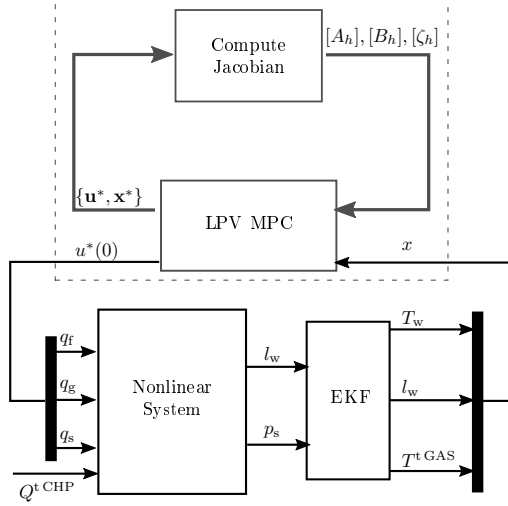 Compute
Jacobian
[A_h], [B_h], [ζ_h]
{u*, x*}
LPV MPC
u*(0)
x
q_f
q_g
q_s
Q^{t CHP}
Nonlinear
System
l_w
p_s
EKF
T_w
l_w
T^{t GAS}